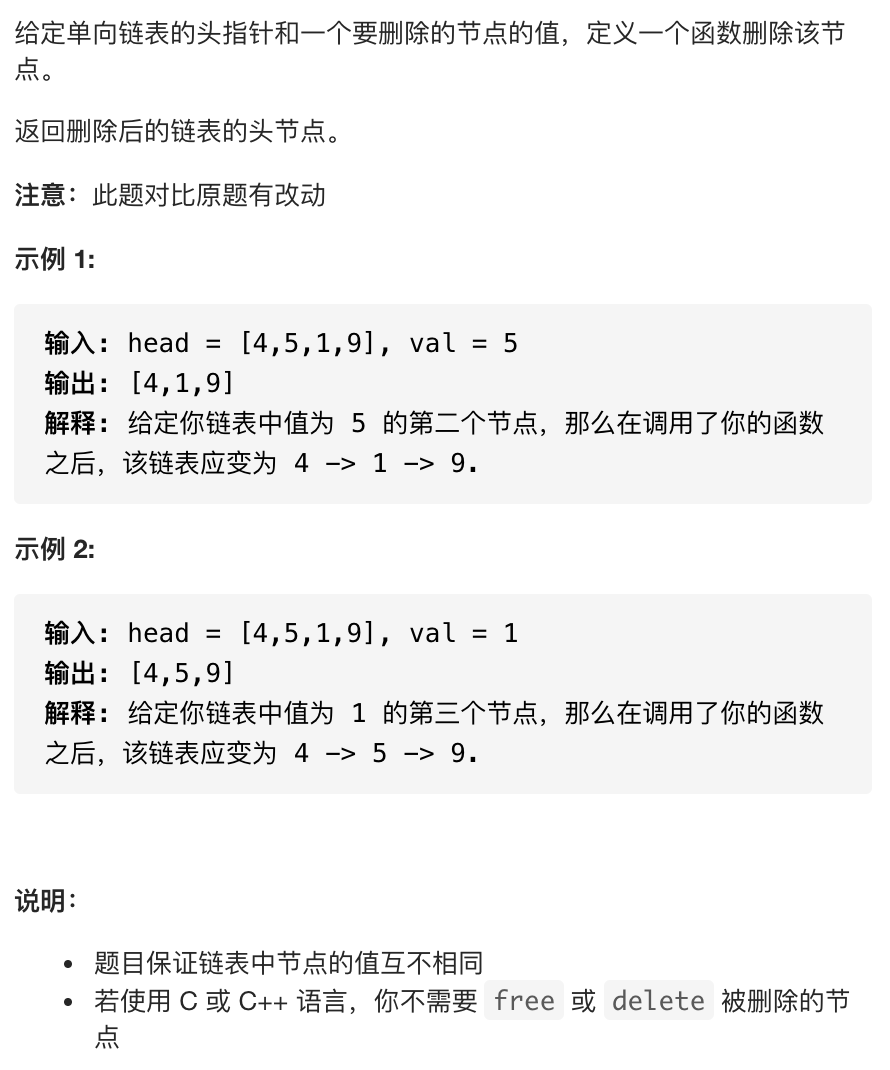 给定单向链表的头指针和一个要删除的节点的值，定义一个函数删除该节
点。
返回删除后的链表的头节点。
注意：此题对比原题有改动
示例 1:
输入: head = [4,5,1,9], val = 5
输出: [4,1,9]
解释: 给定你链表中值为 5 的第二个节点，那么在调用了你的函数
之后，该链表应变为 4 -> 1 -> 9.
示例 2:
输入: head = [4,5,1,9], val = 1
输出: [4,5,9]
解释: 给定你链表中值为 1 的第三个节点，那么在调用了你的函数
之后，该链表应变为 4 -> 5 -> 9.
说明：
• 题目保证链表中节点的值互不相同
• 若使用 C 或 C++ 语言，你不需要 free 或 delete 被删除的节
点